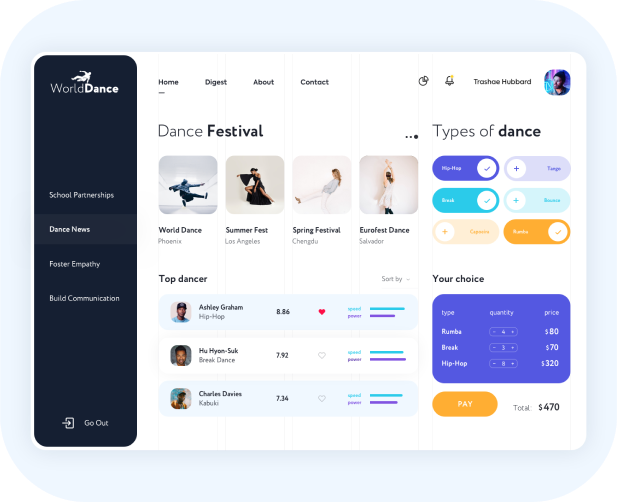 WorldDance
School Partnerships
Dance News
Foster Empathy
Build Communication
Go Out
Home Digest About Contact
Trashae Hubbard
Dance Festival
World Dance
Phoenix
Summer Fest
Los Angeles
Spring Festival
Chengdu
Eurofest Dance
Salvador
Top dancer
Sort by
Ashley Graham
Hip-Hop
8.86
speed
power
Hu Hyon-Suk
Break Dance
7.92
speed
power
Charles Davies
Kabuki
7.34
speed
power
Types of dance
Hip-Hop
+ Tango
Break
+ Bounce
+ Capoeira
Rumba
Your choice
type quantity price
Rumba - 4 + $80
Break - 3 + $70
Hip-Hop - 8 + $320
PAY
Total $470